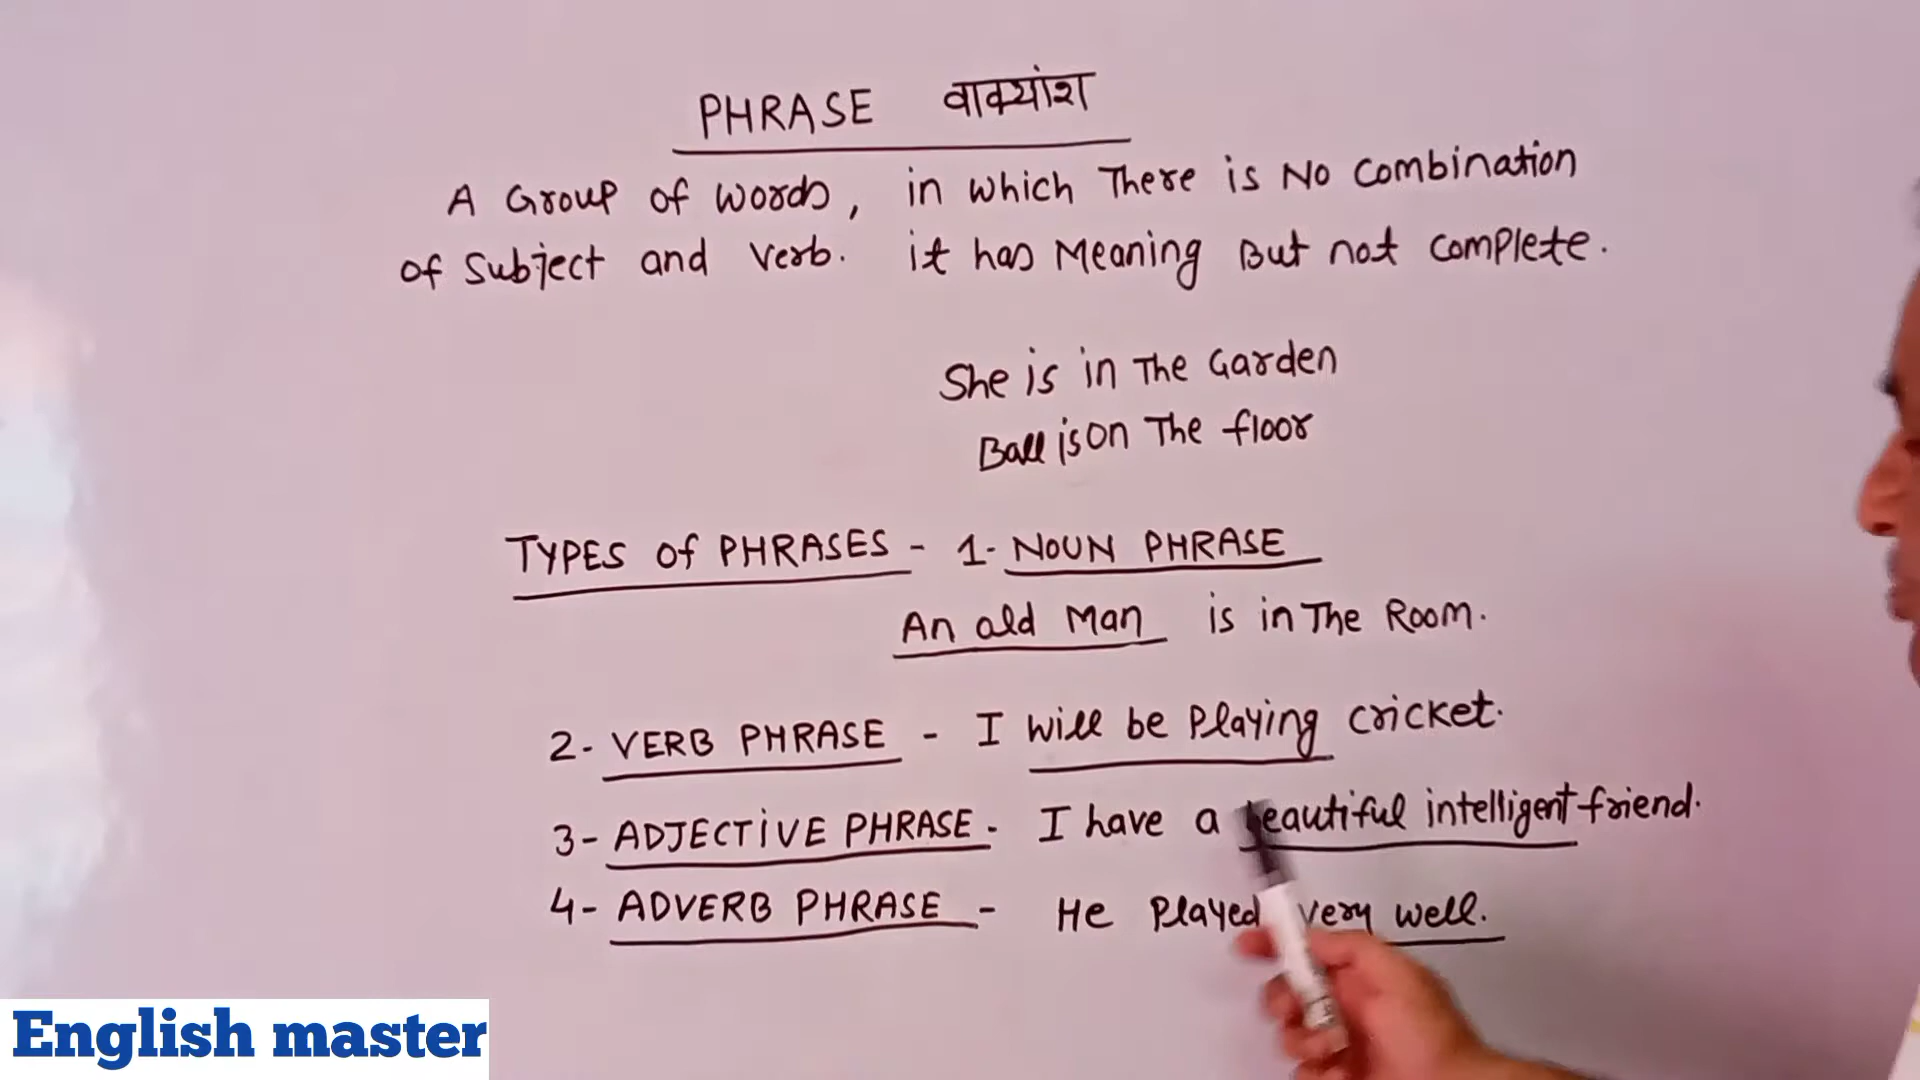 PHRASE वाक्यांश
A Group of words, in which There is No combination
of Subject and verb. it has Meaning But not complete.
She is in The Garden
Ball is on The floor
TYPES of PHRASES - 1- NOUN PHRASE
An old Man is in The Room.
2- VERB PHRASE - I will be Playing cricket.
3- ADJECTIVE PHRASE - I have a beautiful intelligent friend.
4- ADVERB PHRASE - He Played very well.
English master